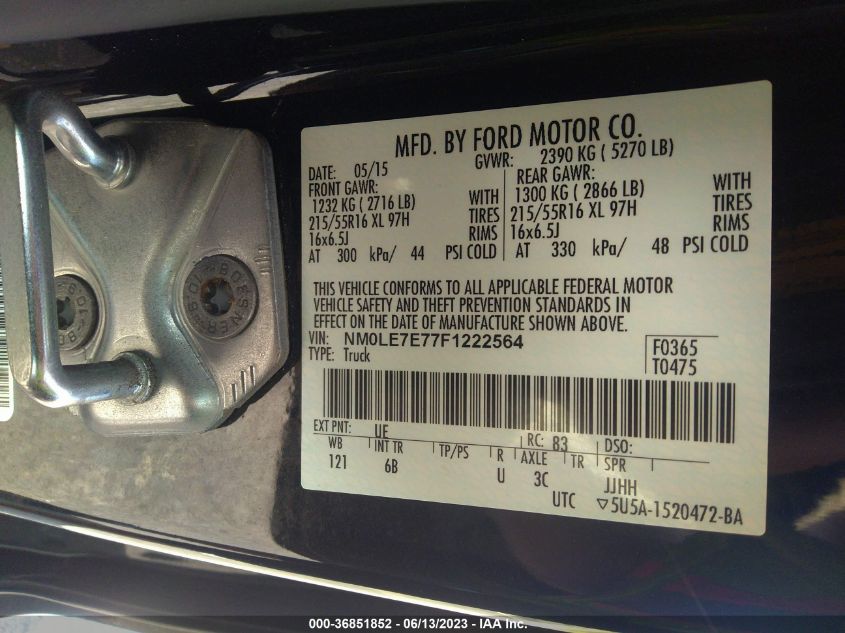 MFD. BY FORD MOTOR CO.
DATE: 05/15 GVWR: 2390 KG ( 5270 LB)
FRONT GAWR: REAR GAWR:
1232 KG ( 2716 LB) WITH 1300 KG ( 2866 LB) WITH
215/55R16 XL 97H TIRES 215/55R16 XL 97H TIRES
16x6.5J RIMS 16x6.5J RIMS
AT 300 kPa/ 44 PSI COLD AT 330 kPa/ 48 PSI COLD
THIS VEHICLE CONFORMS TO ALL APPLICABLE FEDERAL MOTOR
VEHICLE SAFETY AND THEFT PREVENTION STANDARDS IN
EFFECT ON THE DATE OF MANUFACTURE SHOWN ABOVE.
VIN: NM0LE7E77F1222564 F0365
TYPE: Truck T0475
EXT PNT: UE RC: 83 DSO:
WB INT TR TP/PS R AXLE TR SPR
121 6B U 3C JJHH
UTC ▽5U5A-1520472-BA
000-36851852 - 06/13/2023 - IAA Inc.